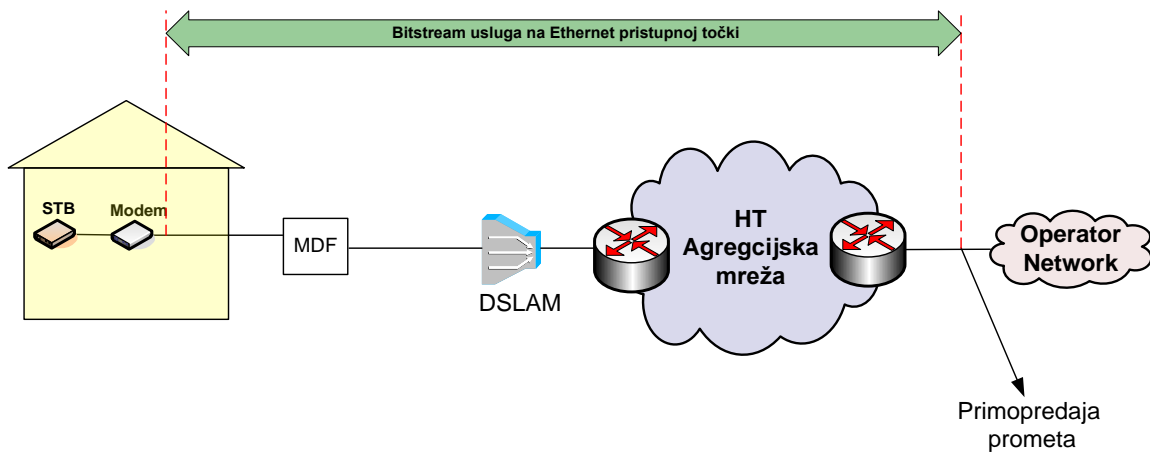 Bitstream usluga na Ethernet pristupnoj točki
STB
Modem
MDF
DSLAM
HT
Agregcijska
mreža
Operator
Network
Primopredaja
prometa